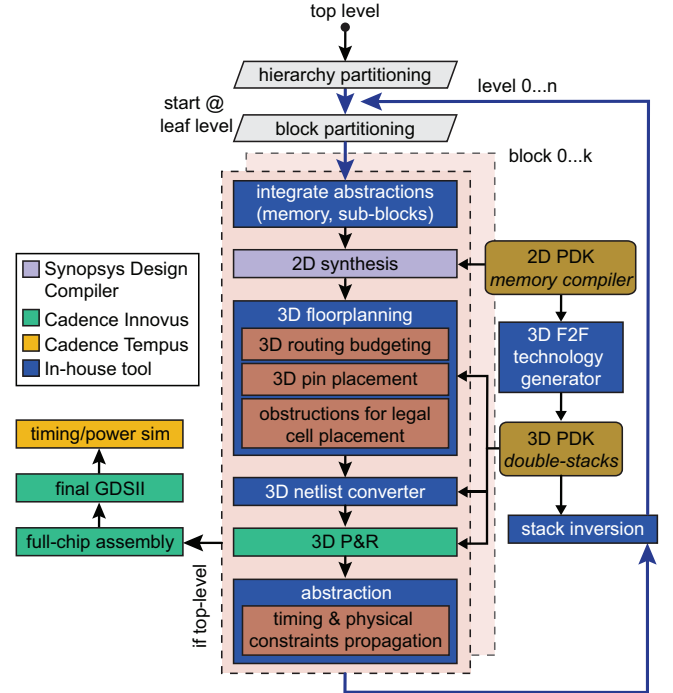 top level
hierarchy partitioning
level 0...n
start @
leaf level
block partitioning
block 0...k
integrate abstractions
(memory, sub-blocks)
2D synthesis
2D PDK
memory compiler
Synopsys Design
Compiler
Cadence Innovus
Cadence Tempus
In-house tool
3D floorplanning
3D routing budgeting
3D pin placement
obstructions for legal
cell placement
3D F2F
technology
generator
3D PDK
double-stacks
timing/power sim
final GDSII
full-chip assembly
3D netlist converter
3D P&R
stack inversion
if top-level
abstraction
timing & physical
constraints propagation